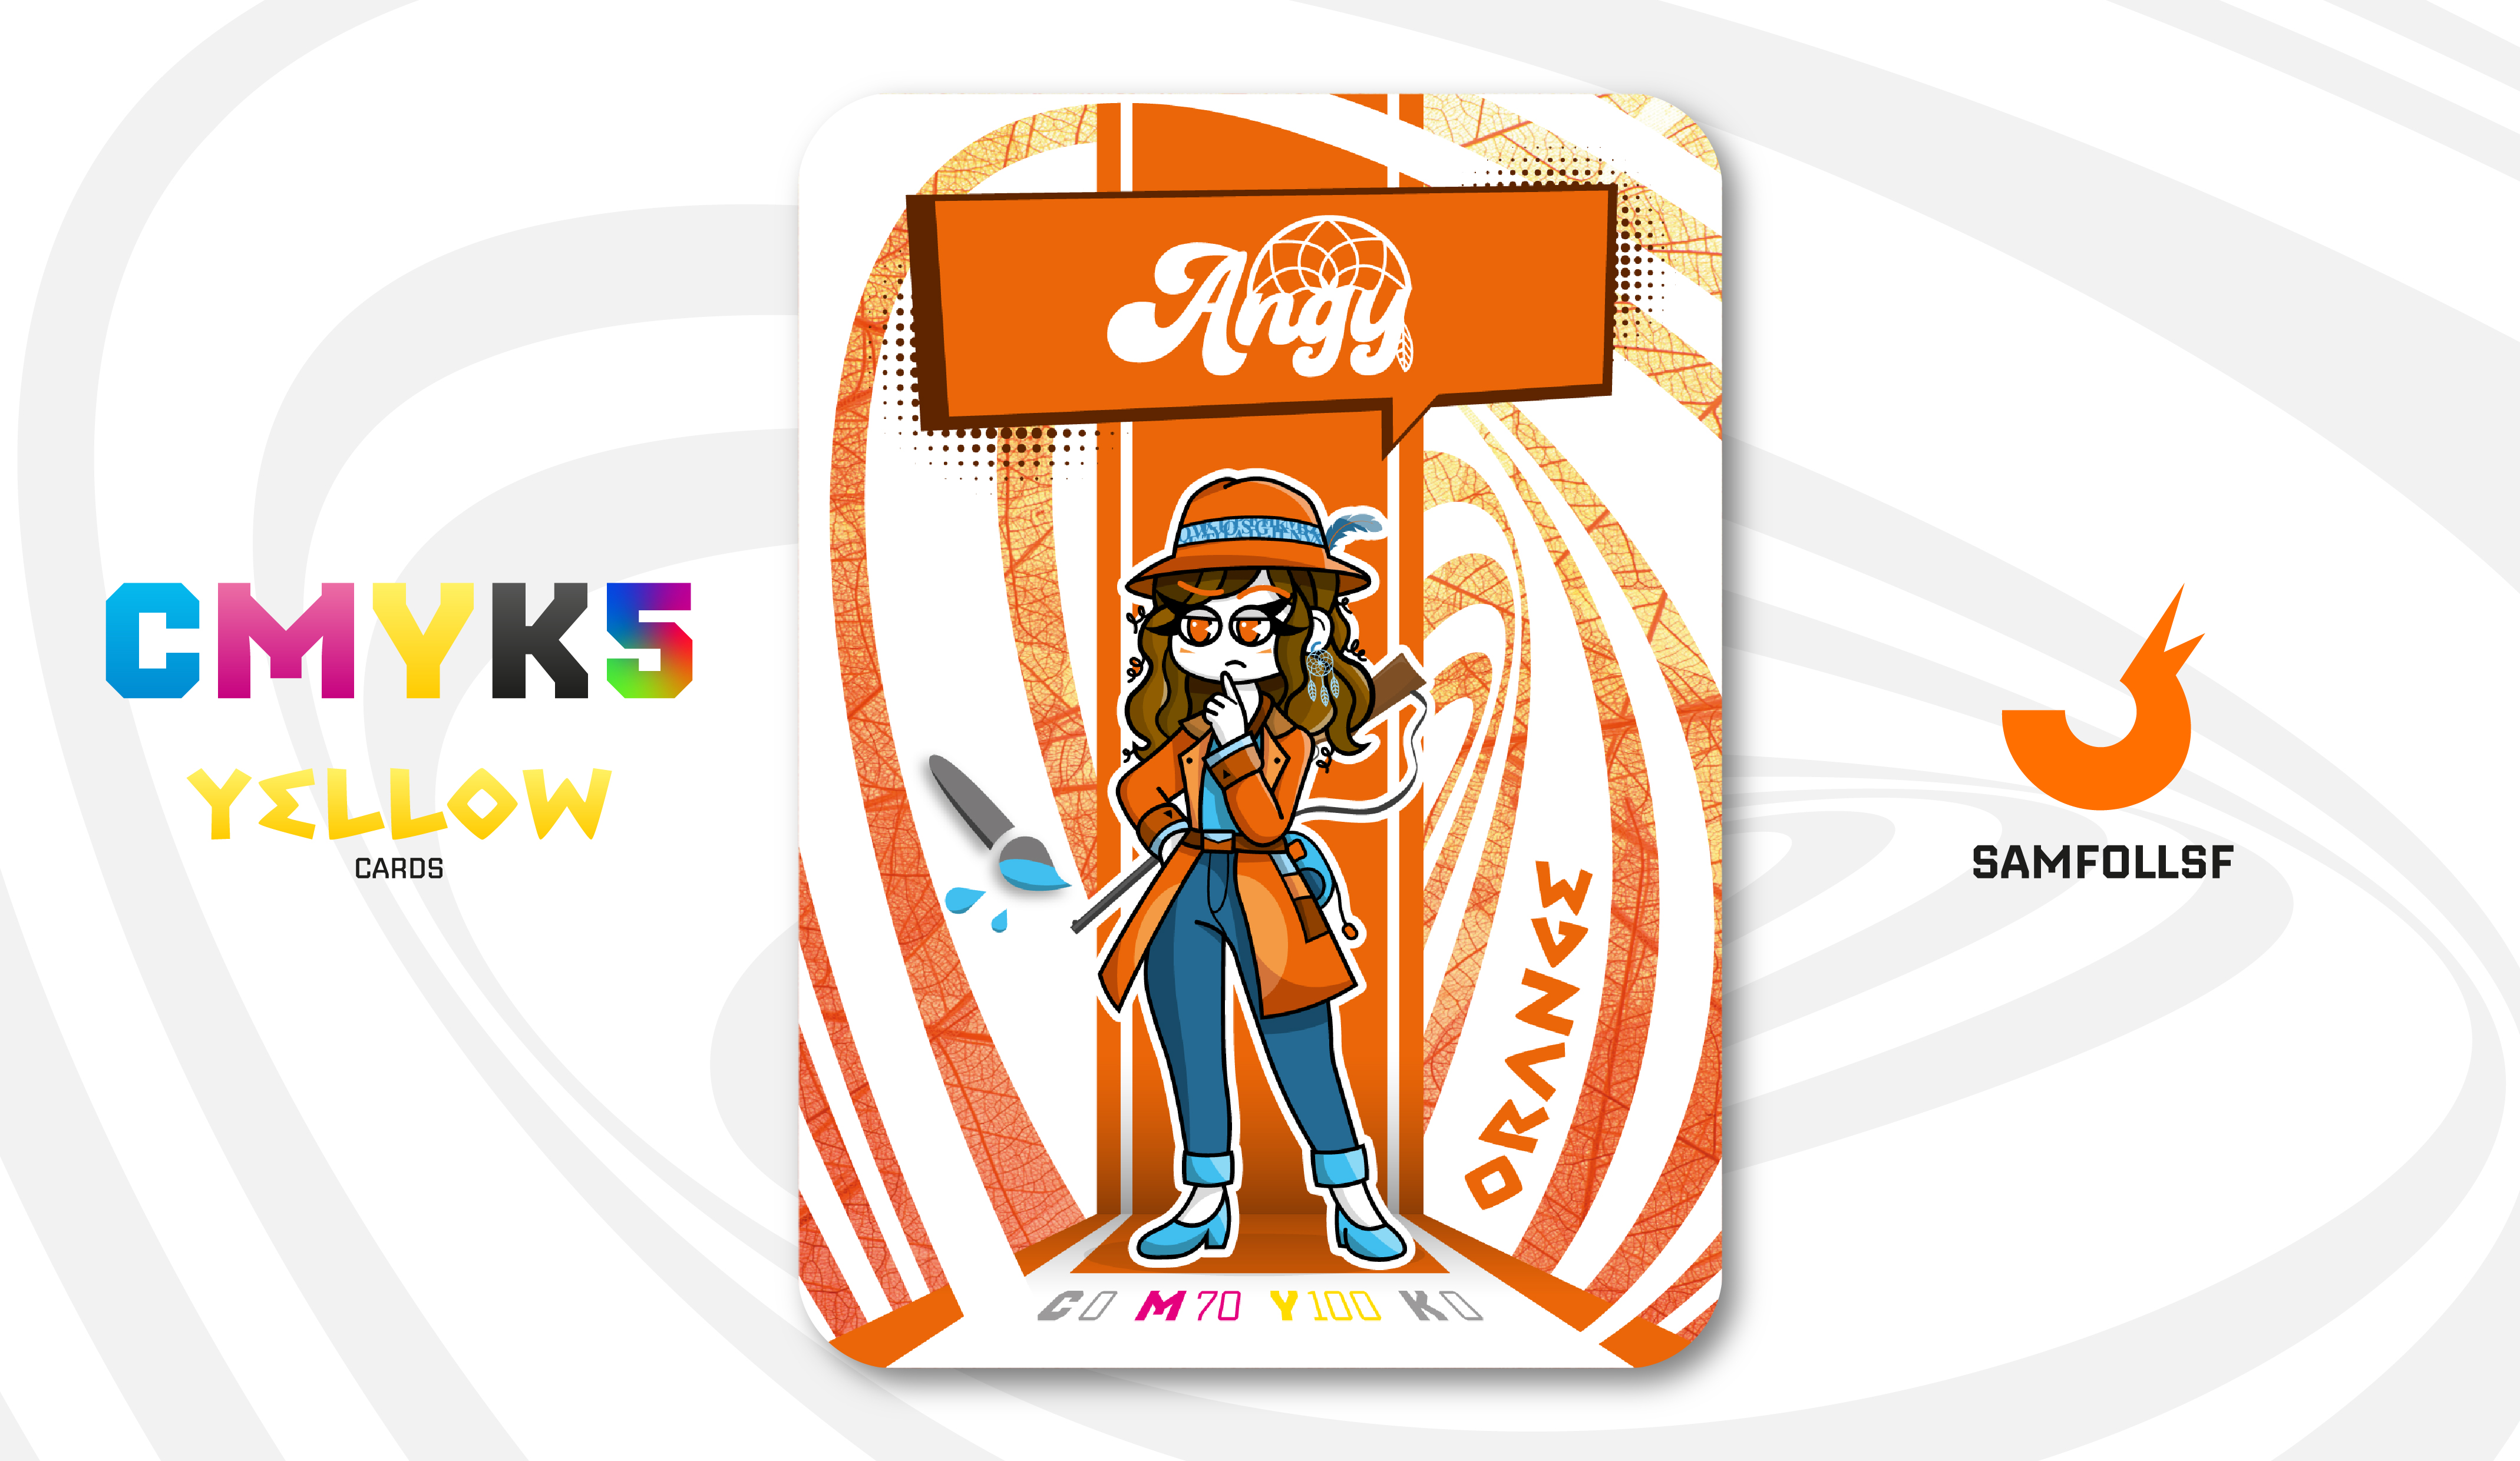 CMYK5
YELLOW
CARDS
Angy
ORANGE
C0 M70 Y100 K0
SAMFOLLSF